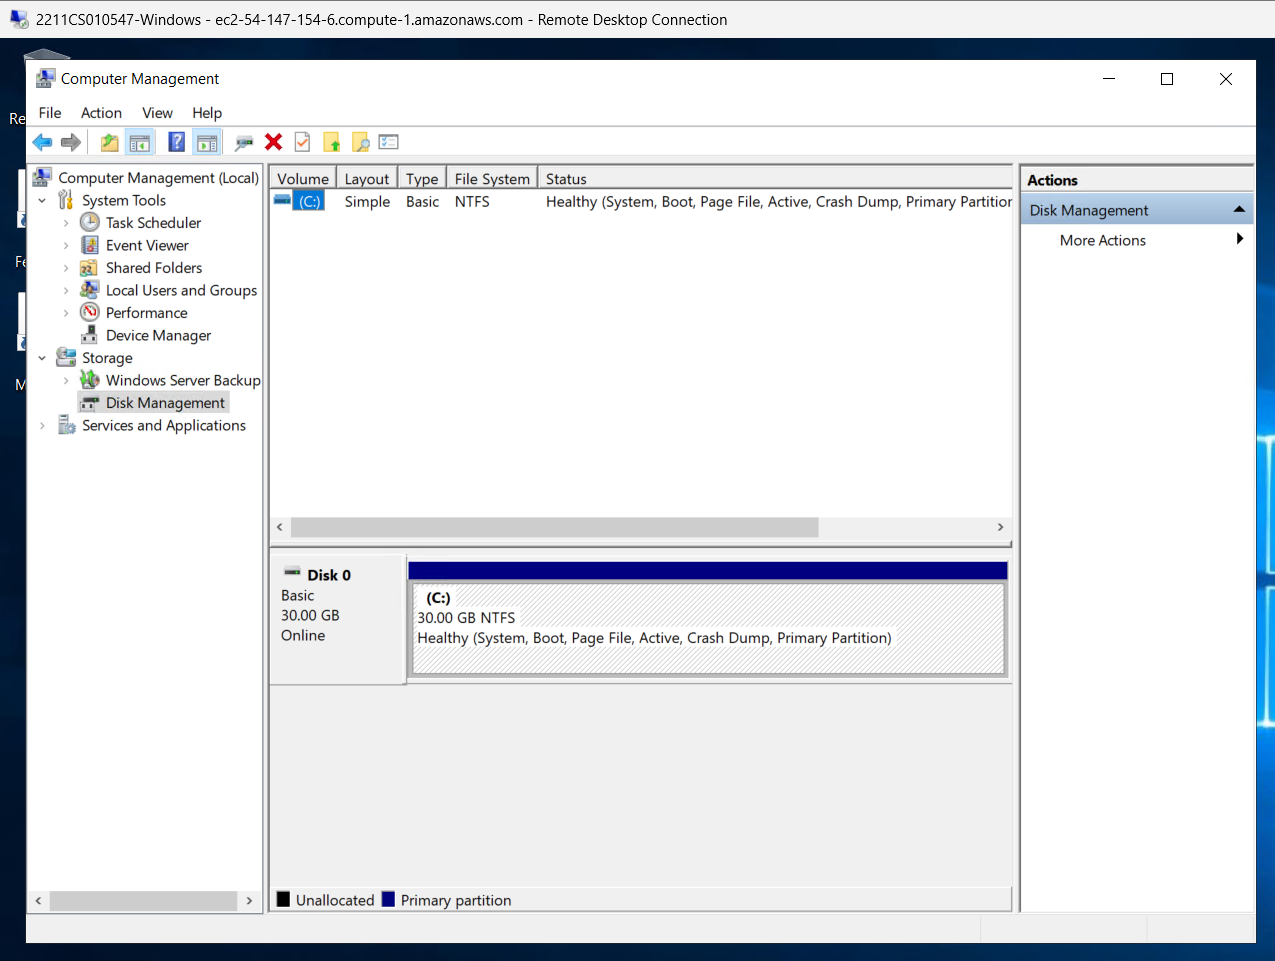 2211CS010547-Windows - ec2-54-147-154-6.compute-1.amazonaws.com - Remote Desktop Connection
Computer Management
File Action View Help
Computer Management (Local)
System Tools
Task Scheduler
Event Viewer
Shared Folders
Local Users and Groups
Performance
Device Manager
Storage
Windows Server Backup
Disk Management
Services and Applications
Volume Layout Type File System Status
(C:) Simple Basic NTFS Healthy (System, Boot, Page File, Active, Crash Dump, Primary Partition
Disk 0
Basic
30.00 GB
Online
(C:)
30.00 GB NTFS
Healthy (System, Boot, Page File, Active, Crash Dump, Primary Partition)
Unallocated Primary partition
Actions
Disk Management
More Actions
Re
Fe
M